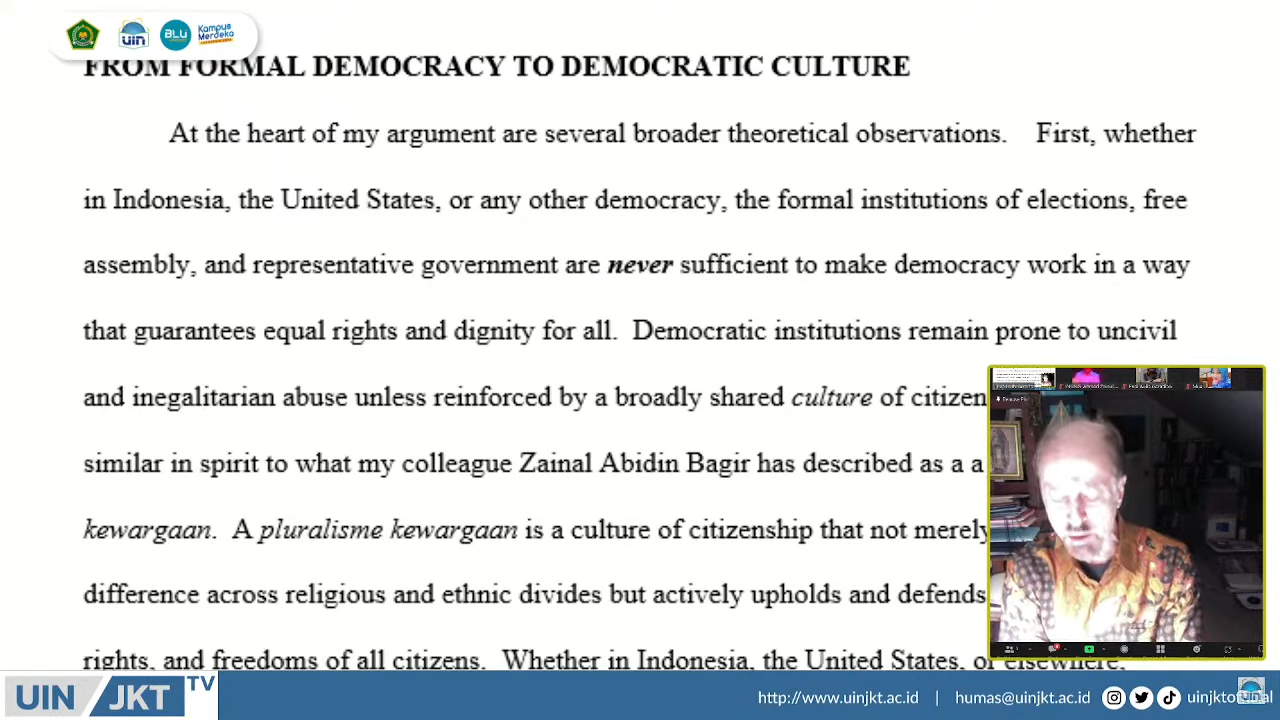 uin
BLU
Kampus
Merdeka
FROM FORMAL DEMOCRACY TO DEMOCRATIC CULTURE
At the heart of my argument are several broader theoretical observations. First, whether
in Indonesia, the United States, or any other democracy, the formal institutions of elections, free
assembly, and representative government are never sufficient to make democracy work in a way
that guarantees equal rights and dignity for all. Democratic institutions remain prone to uncivil
and inegalitarian abuse unless reinforced by a broadly shared culture of citizen
similar in spirit to what my colleague Zainal Abidin Bagir has described as a a
kewargaan. A pluralisme kewargaan is a culture of citizenship that not merely
difference across religious and ethnic divides but actively upholds and defends
rights, and freedoms of all citizens. Whether in Indonesia, the United States, or elsewhere,
UIN JKT TV
http://www.uinjkt.ac.id | humas@uinjkt.ac.id